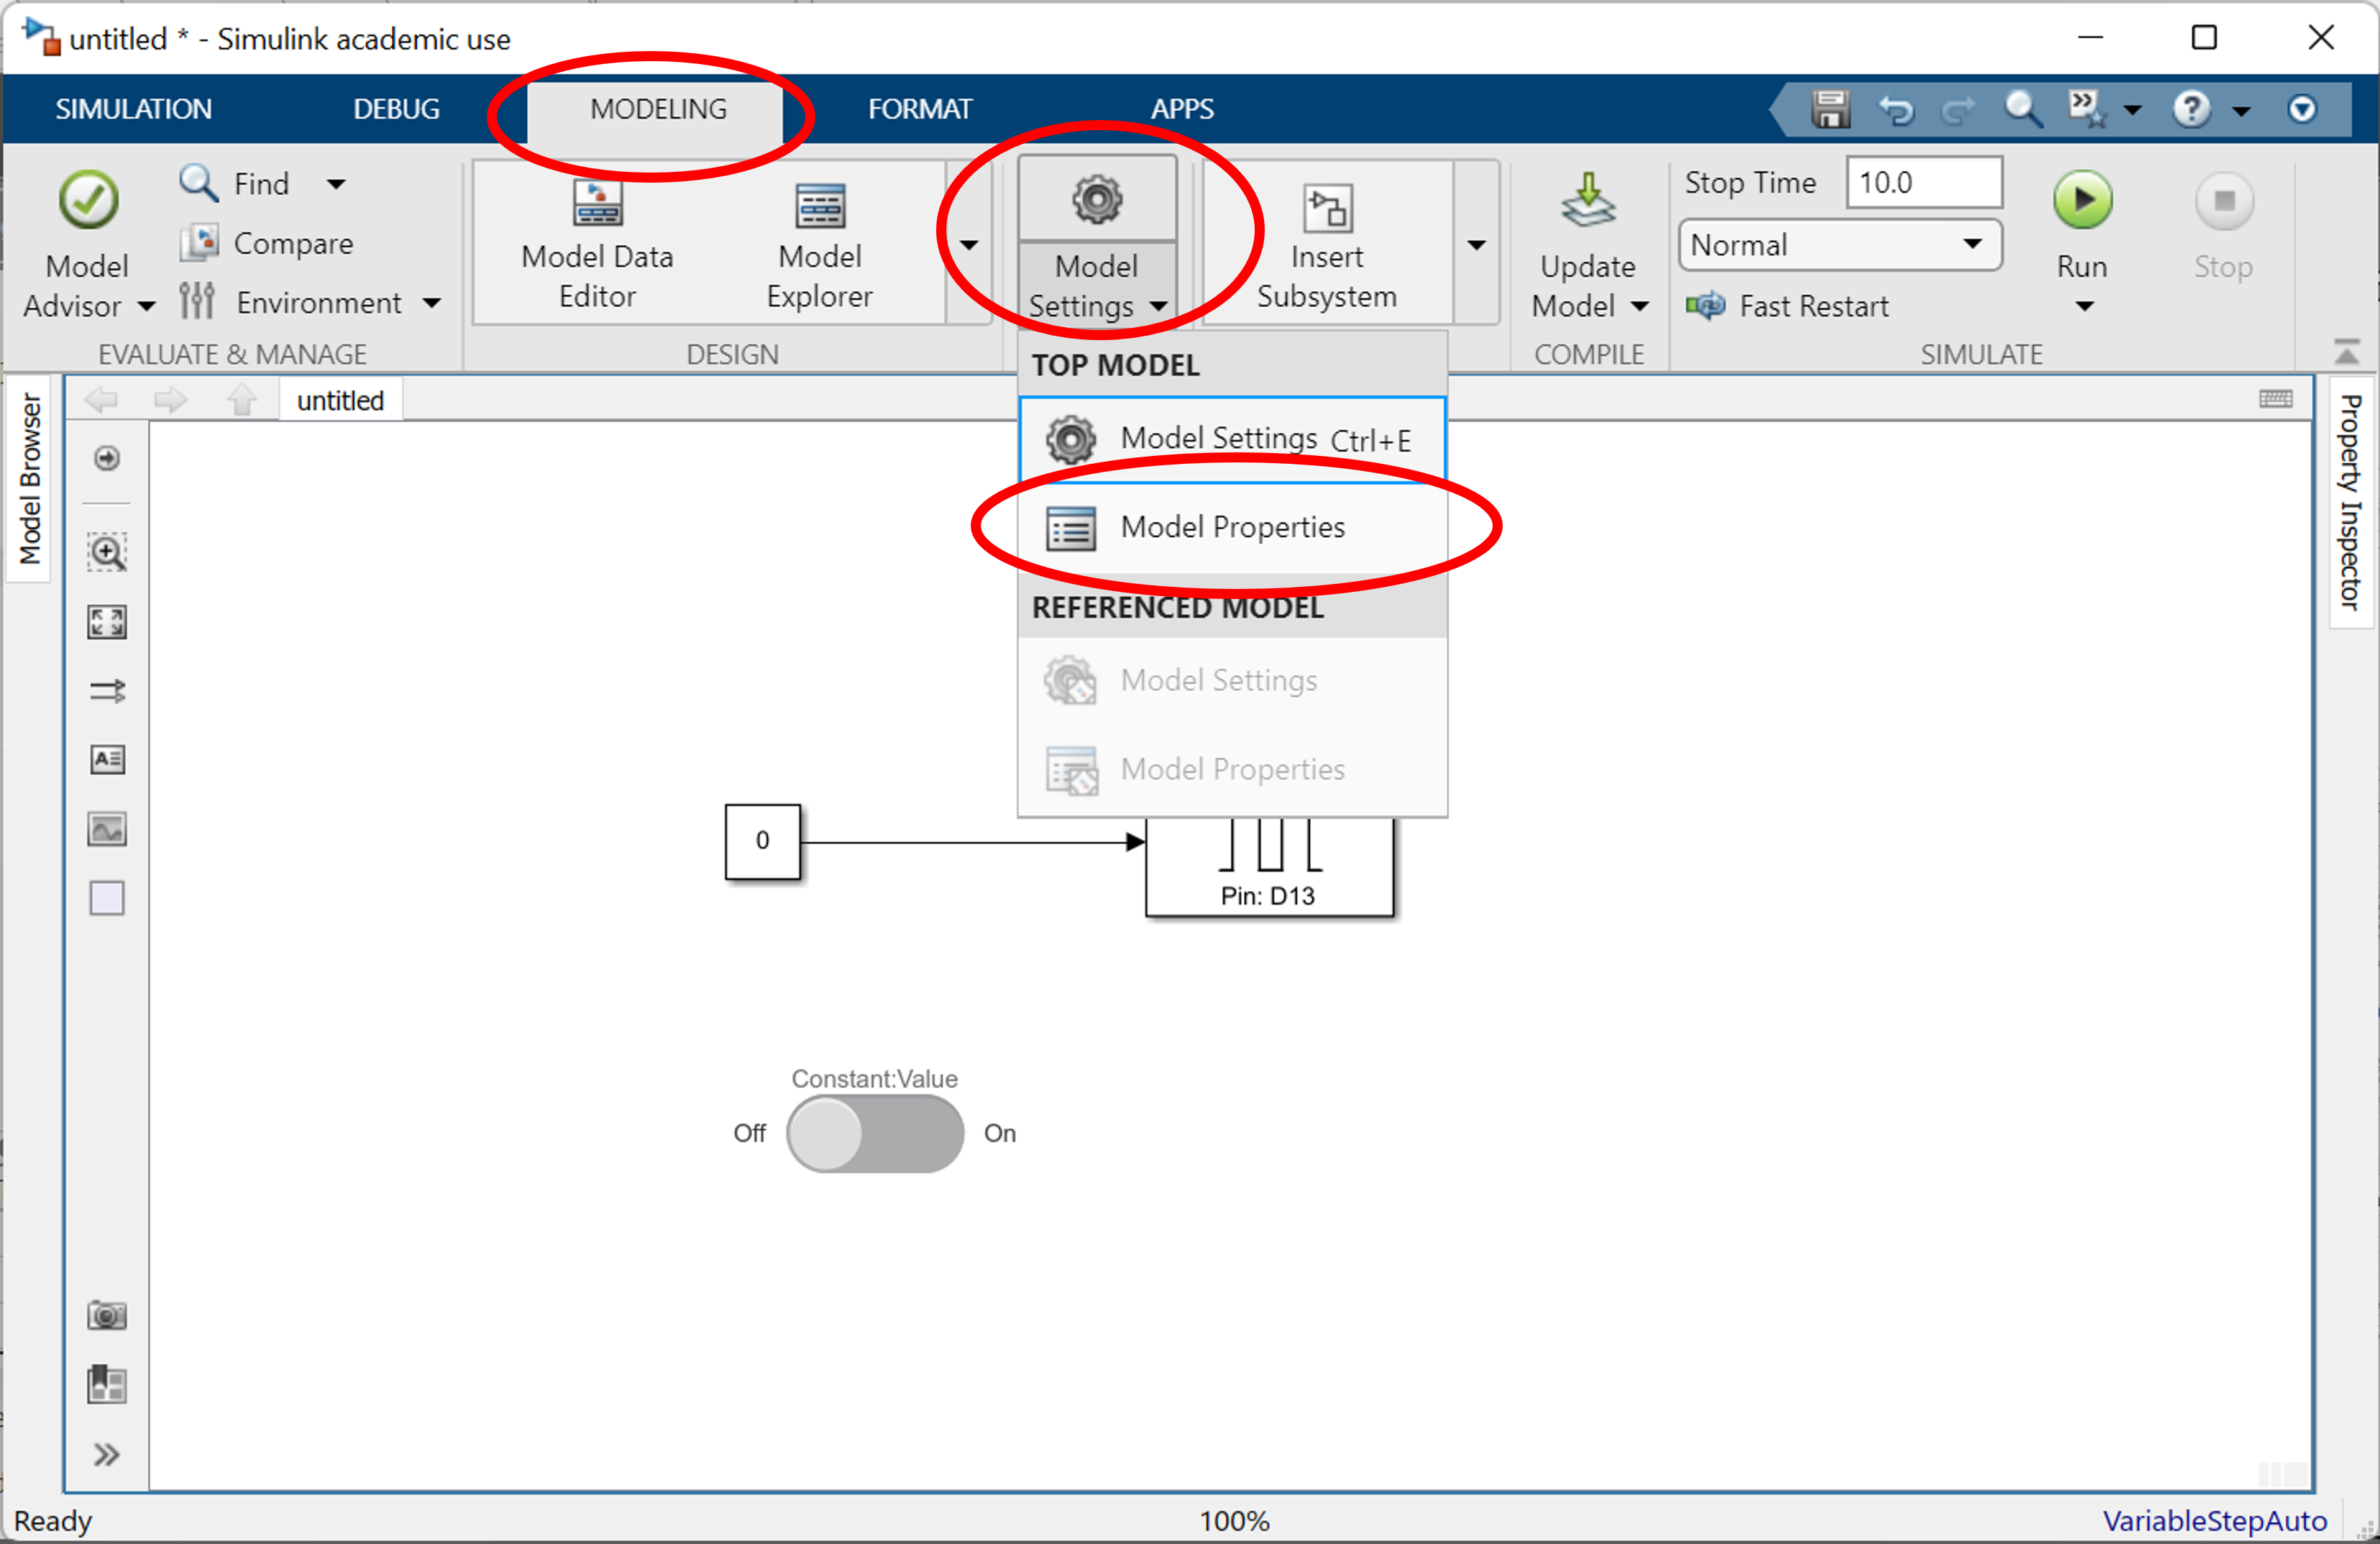 untitled * - Simulink academic use
SIMULATION DEBUG MODELING FORMAT APPS
Model Advisor
Find
Compare
Environment
EVALUATE & MANAGE
Model Data Editor
Model Explorer
DESIGN
Model Settings
Insert Subsystem
Update Model
COMPILE
Stop Time 10.0
Normal
Fast Restart
Run
Stop
SIMULATE
TOP MODEL
Model Settings Ctrl+E
Model Properties
REFERENCED MODEL
Model Settings
Model Properties
Model Browser
untitled
Property Inspector
0
Pin: D13
Constant:Value
Off On
Ready 100% VariableStepAuto